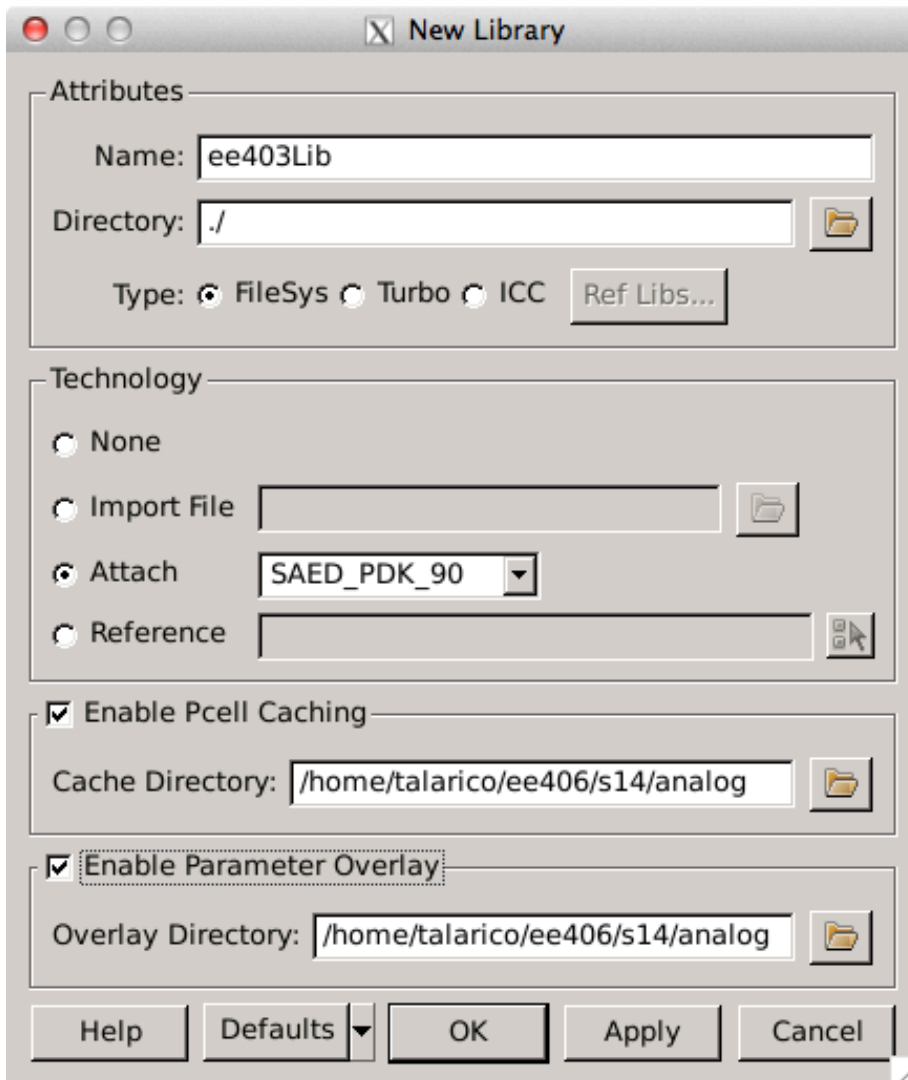 New Library
Attributes
Name: ee403Lib
Directory: ./
Type: FileSys Turbo ICC Ref Libs...
Technology
None
Import File
Attach SAED_PDK_90
Reference
Enable Pcell Caching
Cache Directory: /home/talarico/ee406/s14/analog
Enable Parameter Overlay
Overlay Directory: /home/talarico/ee406/s14/analog
Help Defaults OK Apply Cancel